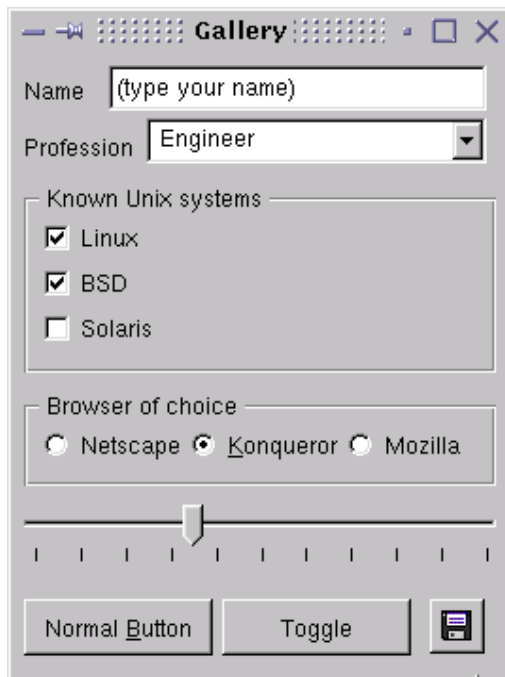 Gallery
Name (type your name)
Profession Engineer
Known Unix systems
Linux
BSD
Solaris
Browser of choice
Netscape Konqueror Mozilla
Normal Button Toggle